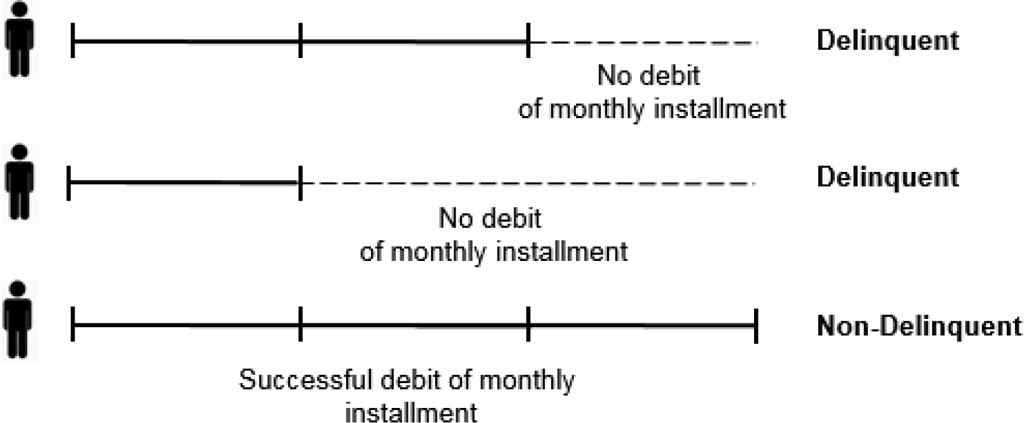 Delinquent
No debit
of monthly installment
Delinquent
No debit
of monthly installment
Non-Delinquent
Successful debit of monthly
installment